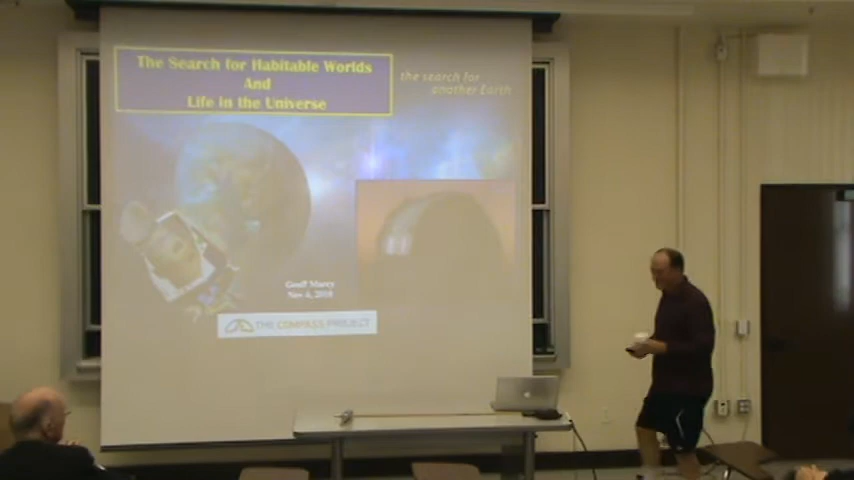 The Search for Habitable Worlds
And
Life in the Universe
the search for
another Earth
Geoff Marcy
Nov 4, 2010
THE COMPASS PROJECT